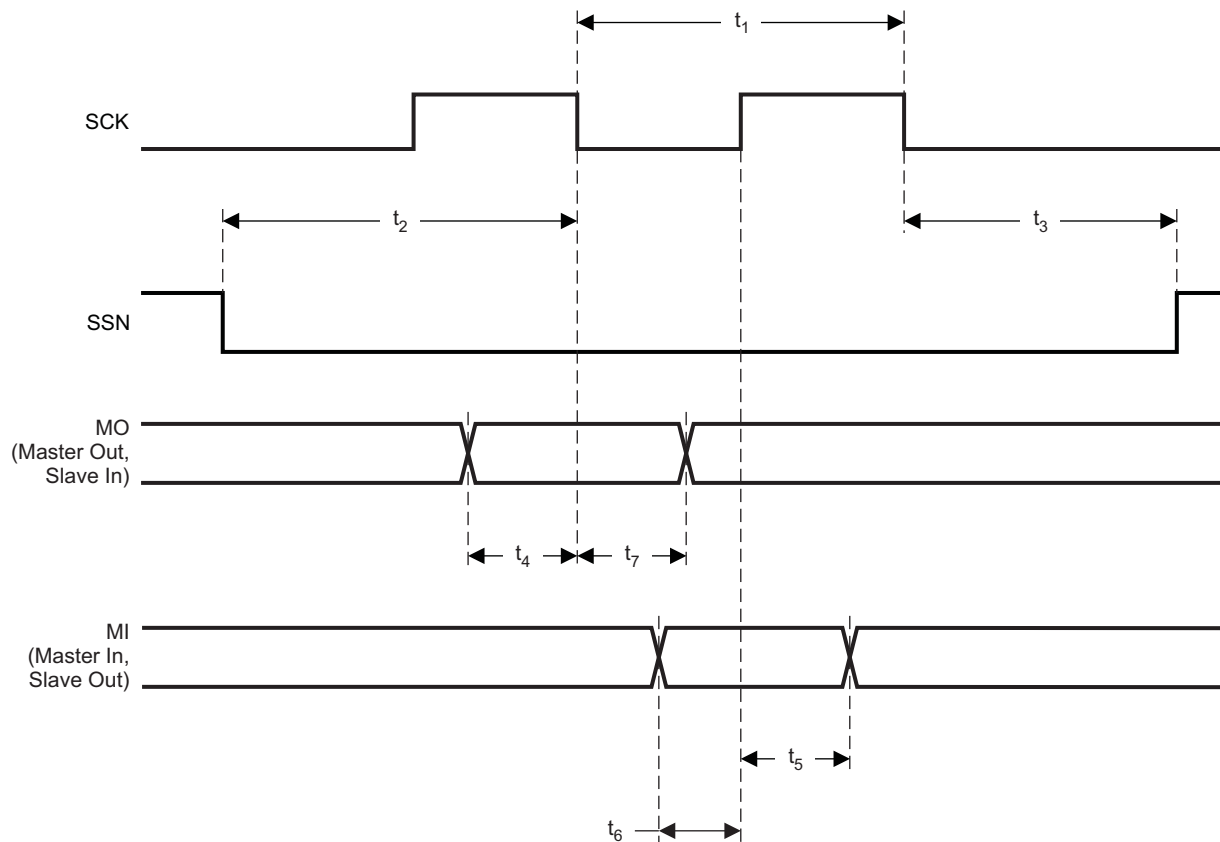 t1
SCK
t2
t3
SSN
MO
(Master Out,
Slave In)
t4
t7
MI
(Master In,
Slave Out)
t5
t6